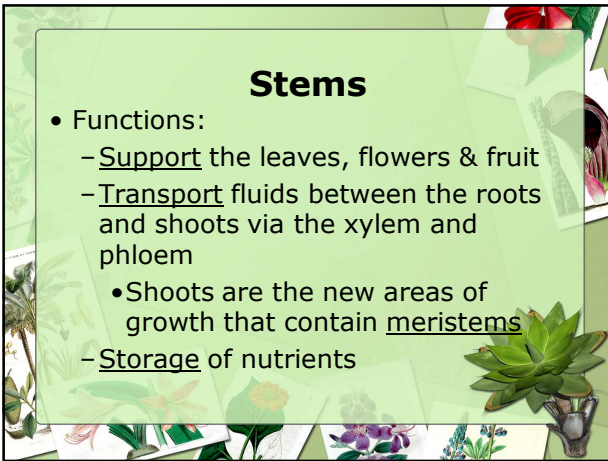 Stems
• Functions:
–Support the leaves, flowers & fruit
–Transport fluids between the roots
and shoots via the xylem and
phloem
•Shoots are the new areas of
growth that contain meristems
–Storage of nutrients